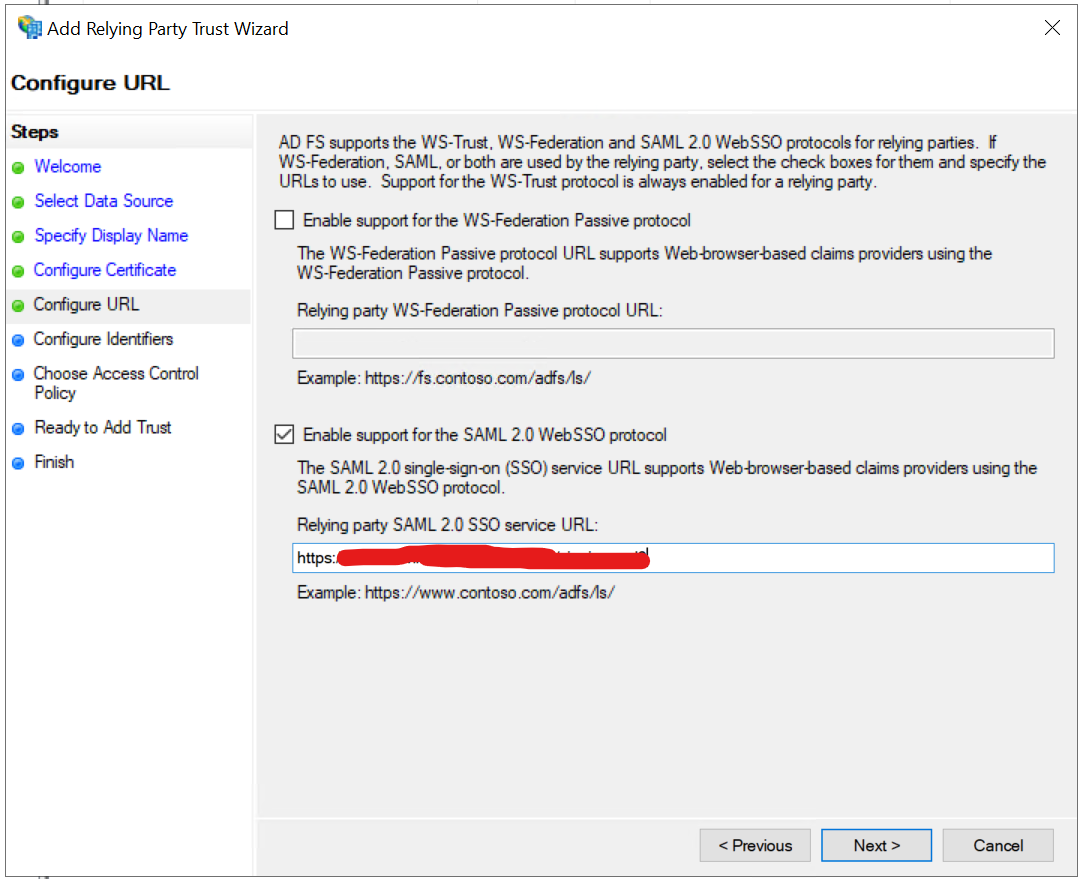 Add Relying Party Trust Wizard
Configure URL
Steps
Welcome
Select Data Source
Specify Display Name
Configure Certificate
Configure URL
Configure Identifiers
Choose Access Control
Policy
Ready to Add Trust
Finish
AD FS supports the WS-Trust, WS-Federation and SAML 2.0 WebSSO protocols for relying parties. If
WS-Federation, SAML, or both are used by the relying party, select the check boxes for them and specify the
URLs to use. Support for the WS-Trust protocol is always enabled for a relying party.
Enable support for the WS-Federation Passive protocol
The WS-Federation Passive protocol URL supports Web-browser-based claims providers using the
WS-Federation Passive protocol.
Relying party WS-Federation Passive protocol URL:
Example: https://fs.contoso.com/adfs/ls/
Enable support for the SAML 2.0 WebSSO protocol
The SAML 2.0 single-sign-on (SSO) service URL supports Web-browser-based claims providers using the
SAML 2.0 WebSSO protocol.
Relying party SAML 2.0 SSO service URL:
https:
Example: https://www.contoso.com/adfs/ls/
< Previous
Next >
Cancel